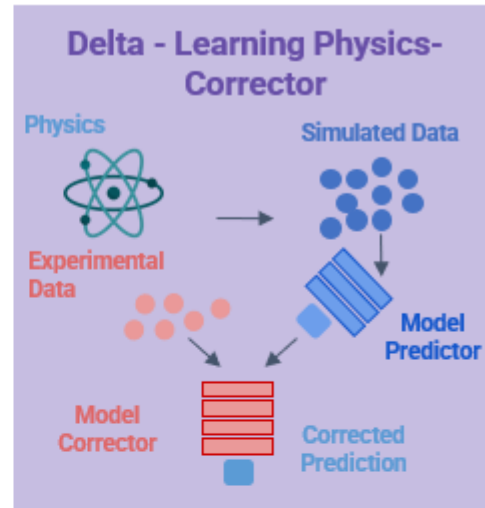 Delta - Learning Physics-
Corrector
Physics
Simulated Data
Experimental
Data
Model
Predictor
Model
Corrector
Corrected
Prediction